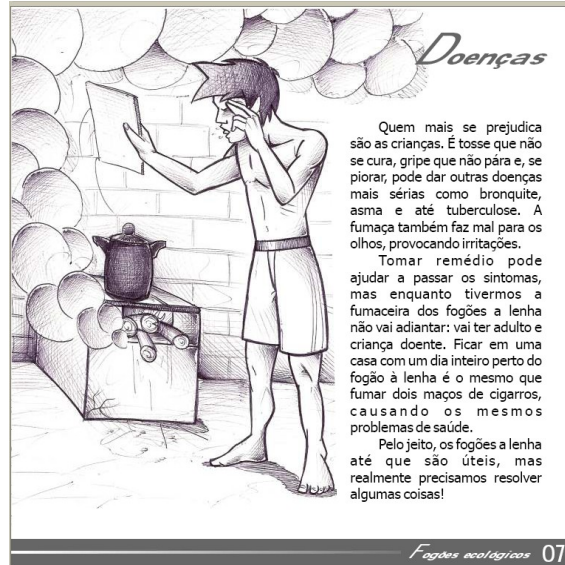 Doenças
Quem mais se prejudica
são as crianças. É tosse que não
se cura, gripe que não pára e, se
piorar, pode dar outras doenças
mais sérias como bronquite,
asma e até tuberculose. A
fumaça também faz mal para os
olhos, provocando irritações.
Tomar remédio pode
ajudar a passar os sintomas,
mas enquanto tivermos a
fumaceira dos fogões a lenha
não vai adiantar: vai ter adulto e
criança doente. Ficar em uma
casa com um dia inteiro perto do
fogão à lenha é o mesmo que
fumar dois maços de cigarros,
causando os mesmos
problemas de saúde.
Pelo jeito, os fogões a lenha
até que são úteis, mas
realmente precisamos resolver
algumas coisas!
Fogões ecológicos 07